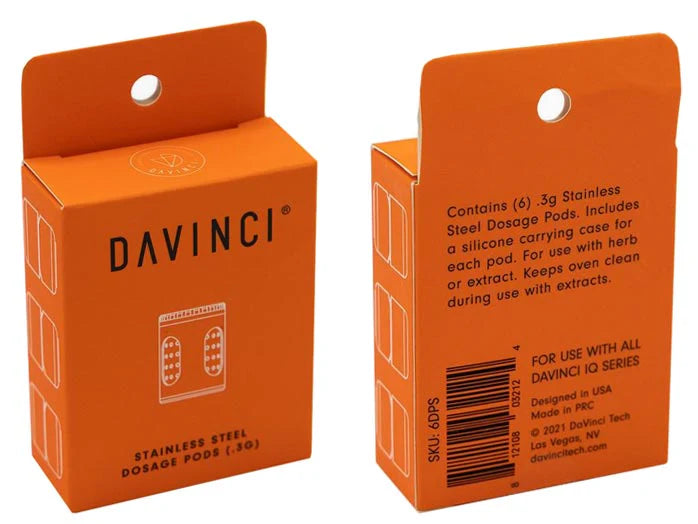 DAVINCI
DAVINCI®
STAINLESS STEEL
DOSAGE PODS (.3G)
Contains (6) .3g Stainless
Steel Dosage Pods. Includes
a silicone carrying case for
each pod. For use with herb
or extract. Keeps oven clean
during use with extracts.
SKU: 6DPS
12108 03212 4
FOR USE WITH ALL
DAVINCI IQ SERIES
Designed in USA
Made in PRC
© 2021 DaVinci Tech
Las Vegas, NV
davincitech.com